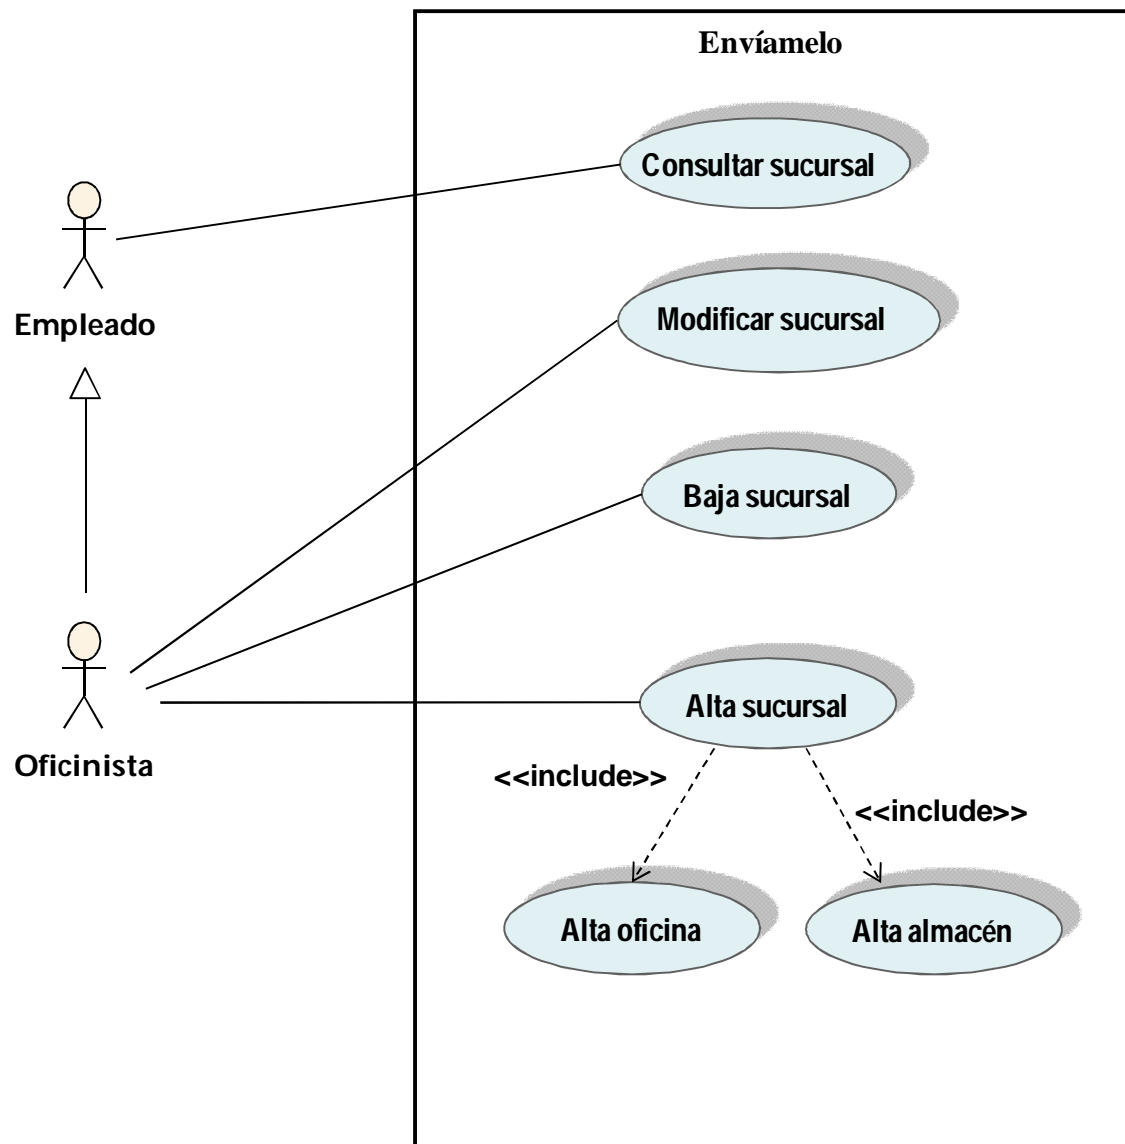 Envíamelo
Consultar sucursal
Empleado
Modificar sucursal
Baja sucursal
Oficinista
Alta sucursal
<<include>>
<<include>>
Alta oficina
Alta almacén